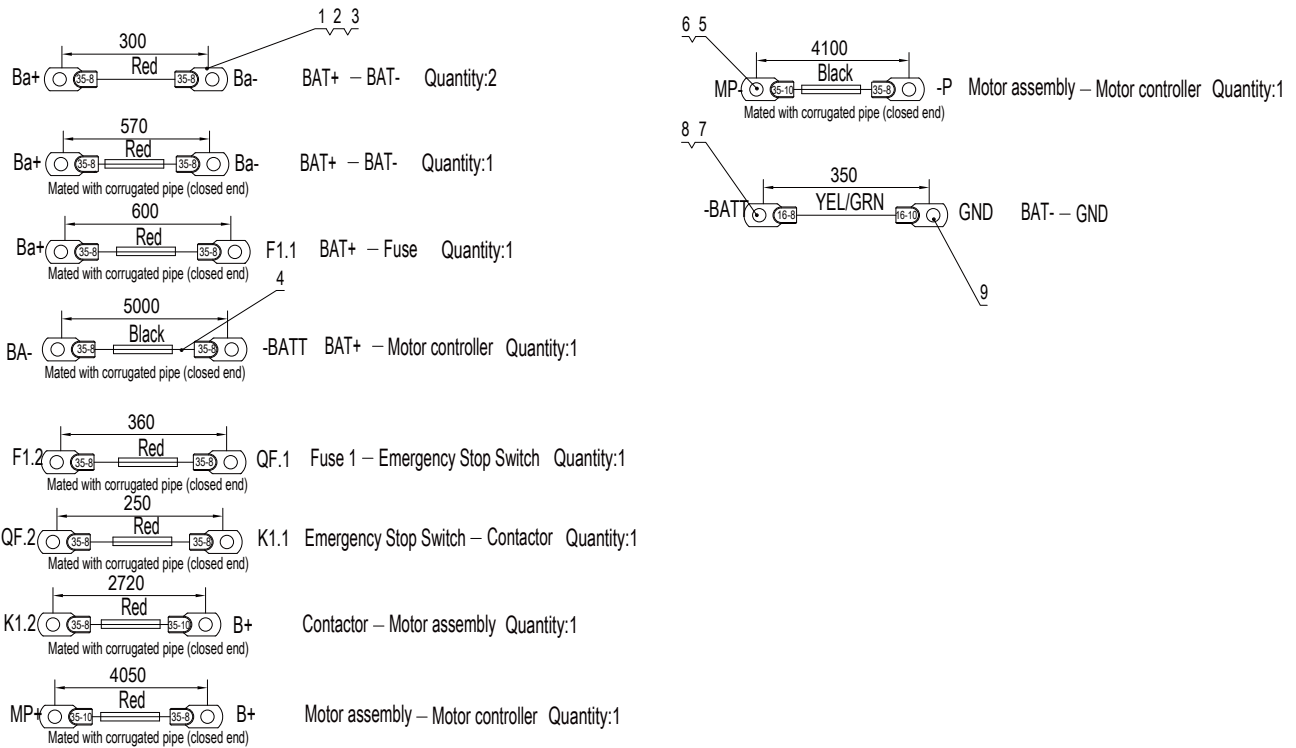 1 2 3
300
Red
Ba+ 35-8 35-8 Ba- BAT+ – BAT- Quantity:2
570
Red
Ba+ 35-8 35-8 Ba- BAT+ – BAT- Quantity:1
Mated with corrugated pipe (closed end)
600
Red
Ba+ 35-8 35-8 F1.1 BAT+ – Fuse Quantity:1
Mated with corrugated pipe (closed end)
4
5000
Black
BA- 35-8 35-8 -BATT BAT+ – Motor controller Quantity:1
Mated with corrugated pipe (closed end)
360
Red
F1.2 35-8 35-8 QF.1 Fuse 1 – Emergency Stop Switch Quantity:1
Mated with corrugated pipe (closed end)
250
Red
QF.2 35-8 35-8 K1.1 Emergency Stop Switch – Contactor Quantity:1
Mated with corrugated pipe (closed end)
2720
Red
K1.2 35-8 35-10 B+ Contactor – Motor assembly Quantity:1
Mated with corrugated pipe (closed end)
4050
Red
MP+ 35-10 35-8 B+ Motor assembly – Motor controller Quantity:1
Mated with corrugated pipe (closed end)
6 5
4100
Black
MP- 35-10 35-8 -P Motor assembly – Motor controller Quantity:1
Mated with corrugated pipe (closed end)
8 7
350
YEL/GRN
-BATT 16-8 16-10 GND BAT- – GND
9